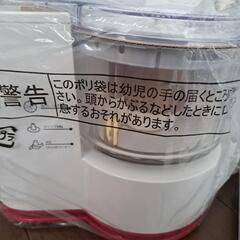 警告
このポリ袋は幼児の手の届くところ
さい。頭からかぶるなどしたときに
息するおそれがあります。